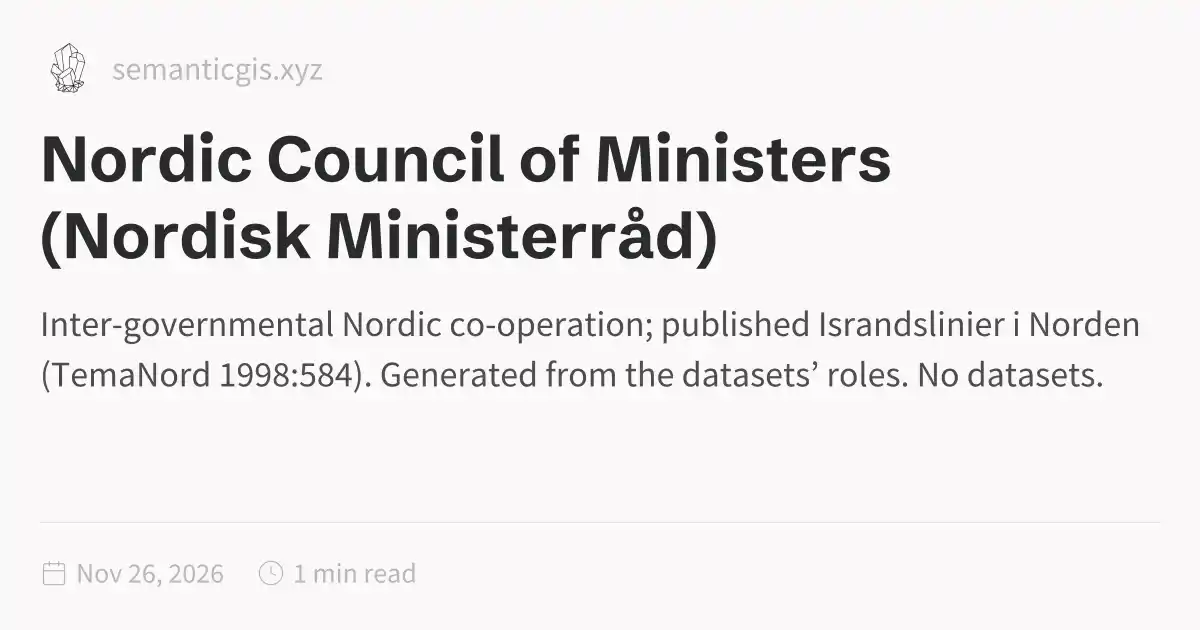 semanticgis.xyz
Nordic Council of Ministers
(Nordisk Ministerråd)
Inter-governmental Nordic co-operation; published Israndslinier i Norden
(TemaNord 1998:584). Generated from the datasets’ roles. No datasets.
Nov 26, 2026 1 min read